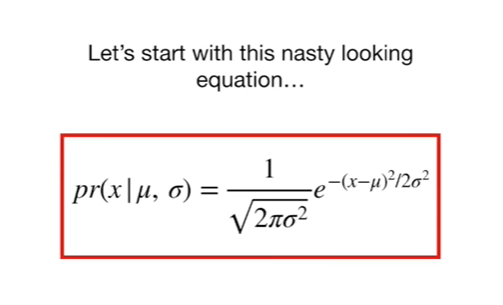 Let's start with this nasty looking
equation...
pr(x|μ, σ) = 1/√(2πσ²) e^(−(x−μ)²/2σ²)